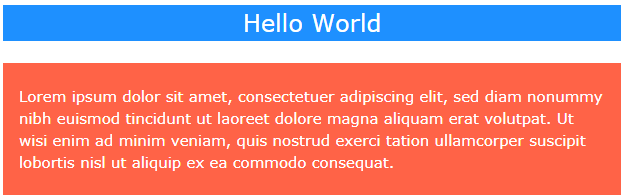 Hello World
Lorem ipsum dolor sit amet, consectetuer adipiscing elit, sed diam nonummy
nibh euismod tincidunt ut laoreet dolore magna aliquam erat volutpat. Ut
wisi enim ad minim veniam, quis nostrud exerci tation ullamcorper suscipit
lobortis nisl ut aliquip ex ea commodo consequat.